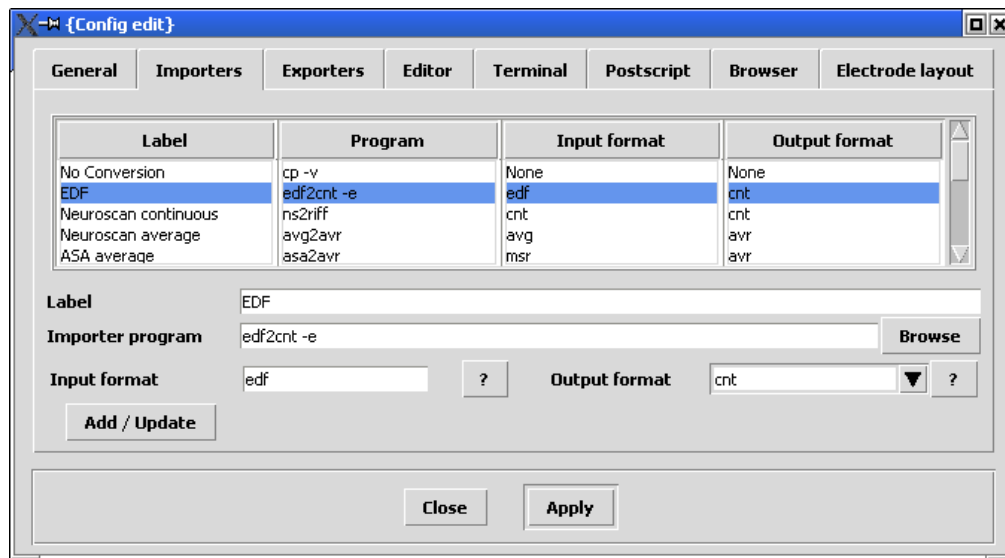 {Config edit}
General Importers Exporters Editor Terminal Postscript Browser Electrode layout
Label Program Input format Output format
No Conversion cp -v None None
EDF edf2cnt -e edf cnt
Neuroscan continuous ns2riff cnt cnt
Neuroscan average avg2avr avg avr
ASA average asa2avr msr avr
Label EDF
Importer program edf2cnt -e Browse
Input format edf ? Output format cnt ?
Add / Update
Close Apply